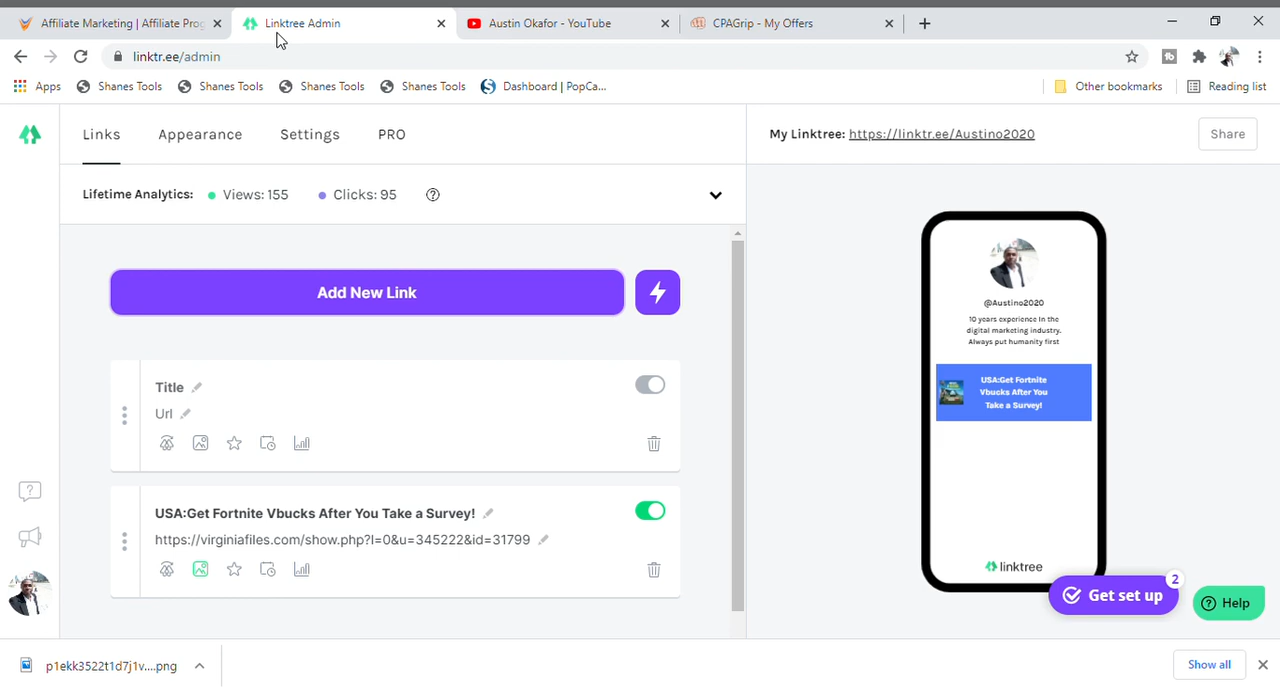 Affiliate Marketing | Affiliate Prog
Linktree Admin
Austin Okafor - YouTube
CPAGrip - My Offers
linktr.ee/admin
Apps
Shanes Tools
Shanes Tools
Shanes Tools
Shanes Tools
Dashboard | PopCa...
Other bookmarks
Reading list
Links
Appearance
Settings
PRO
My Linktree: https://linktr.ee/Austino2020
Share
Lifetime Analytics:
Views: 155
Clicks: 95
Add New Link
Title
Url
USA:Get Fortnite Vbucks After You Take a Survey!
https://virginiafiles.com/show.php?l=0&u=345222&id=31799
@Austino2020
10 years experience in the
digital marketing industry.
Always put humanity first
USA:Get Fortnite
Vbucks After You
Take a Survey!
linktree
Get set up
2
Help
p1ekk3522t1d7j1v....png
Show all